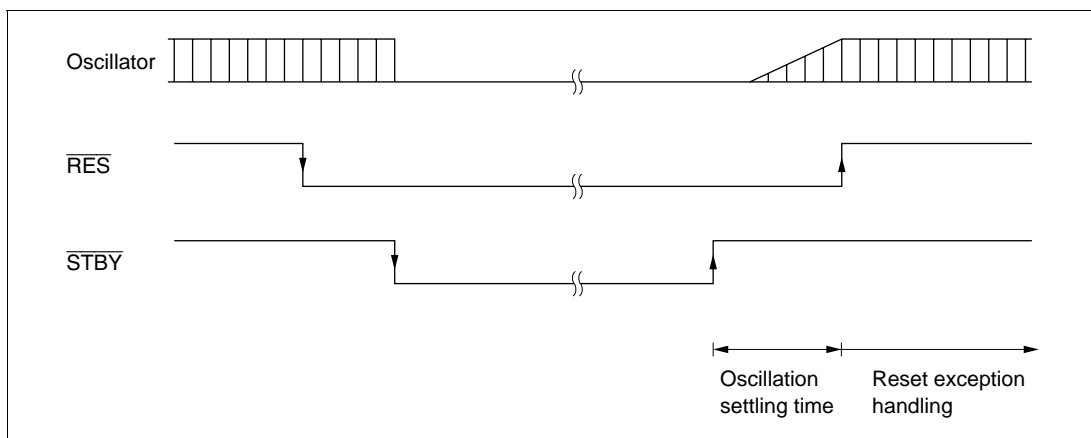 Oscillator
RES
STBY
Oscillation
settling time
Reset exception
handling